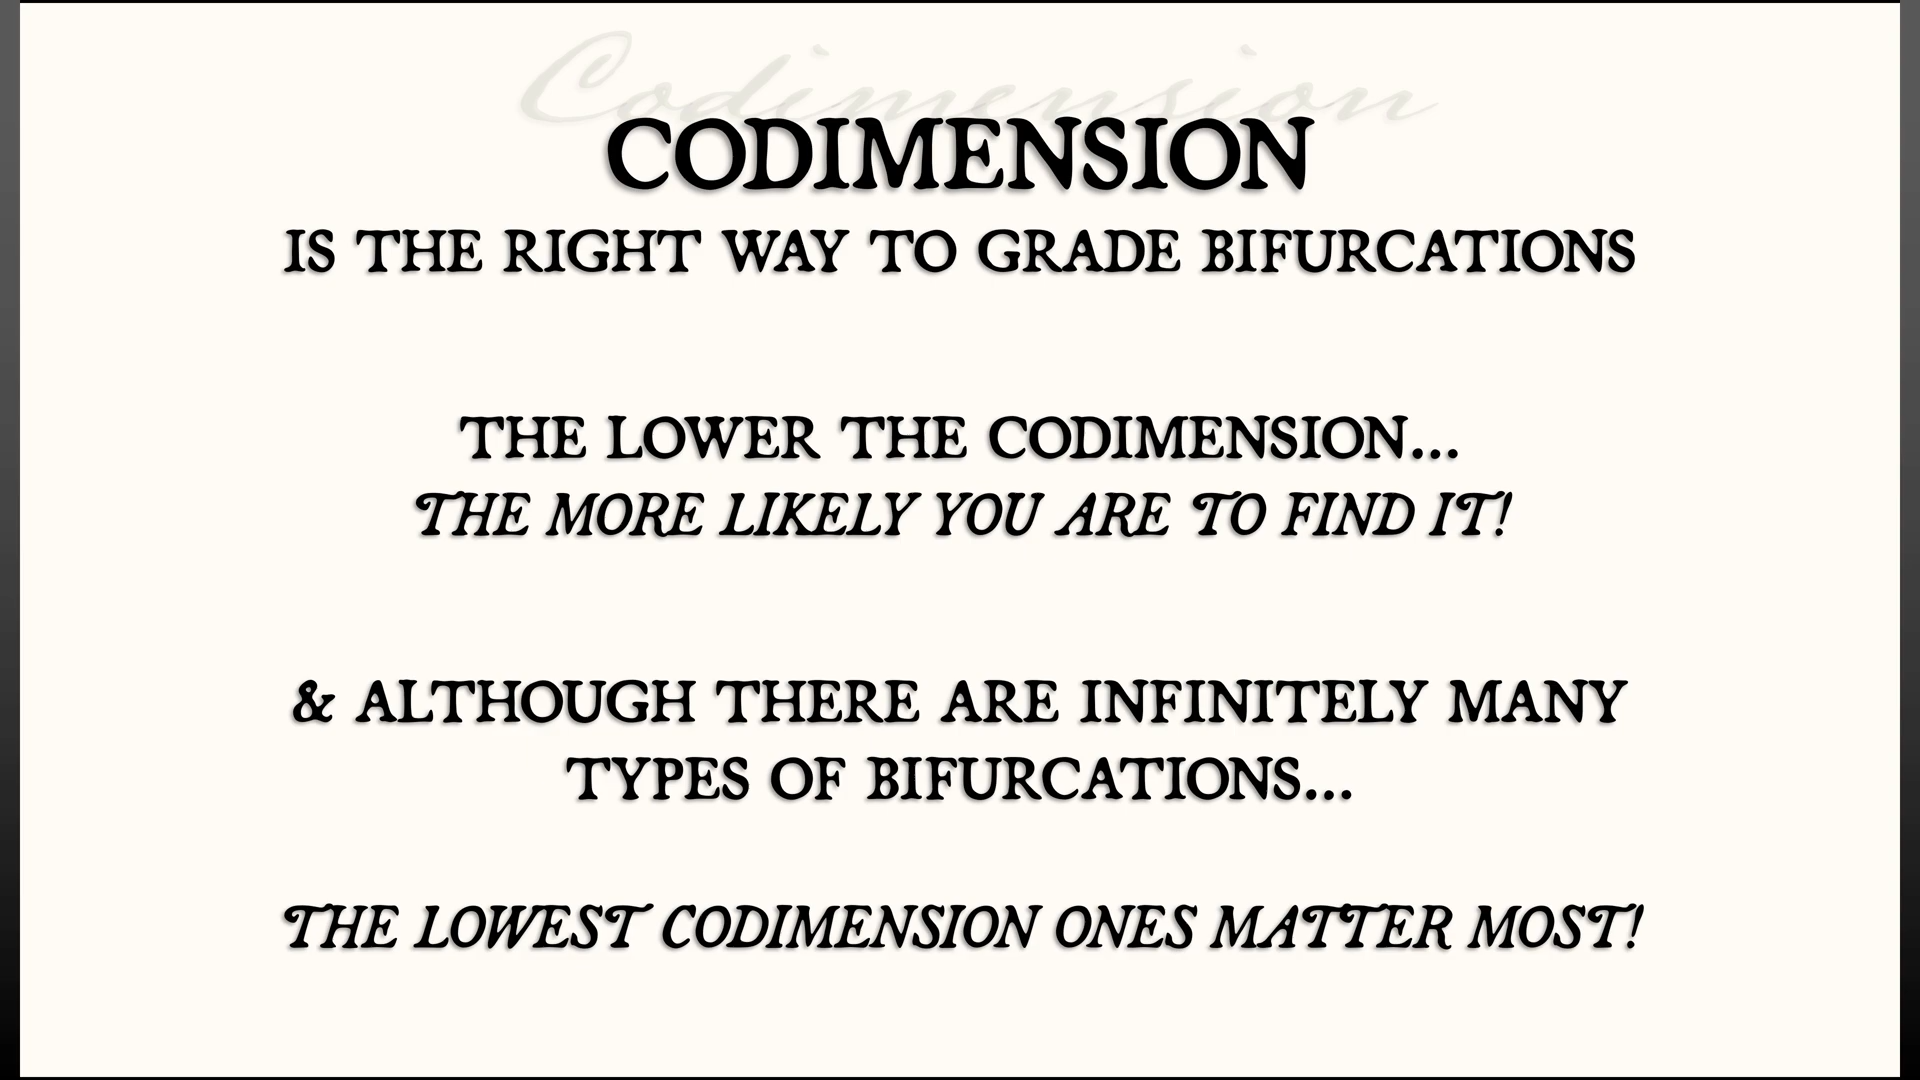 Codimension
CODIMENSION
IS THE RIGHT WAY TO GRADE BIFURCATIONS
THE LOWER THE CODIMENSION...
THE MORE LIKELY YOU ARE TO FIND IT!
& ALTHOUGH THERE ARE INFINITELY MANY
TYPES OF BIFURCATIONS...
THE LOWEST CODIMENSION ONES MATTER MOST!